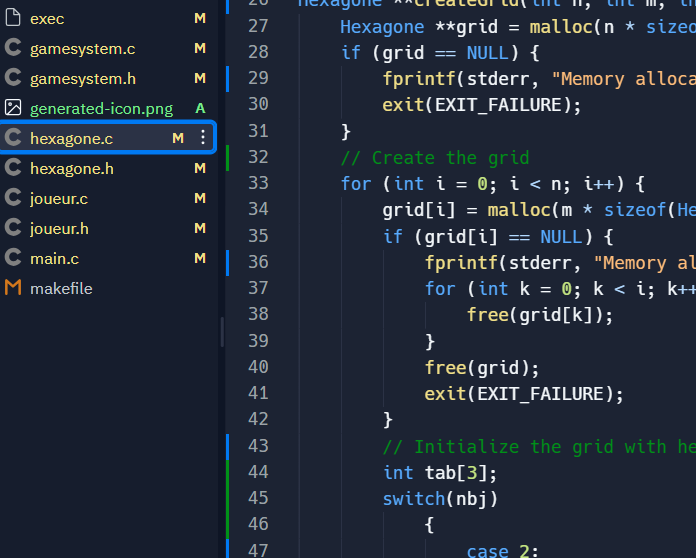 exec M
gamesystem.c M
gamesystem.h M
generated-icon.png A
hexagone.c M
hexagone.h M
joueur.c M
joueur.h M
main.c M
makefile
26 Hexagone **createGrid(int n, int m, int
27 Hexagone **grid = malloc(n * sizeo
28 if (grid == NULL) {
29 fprintf(stderr, "Memory alloca
30 exit(EXIT_FAILURE);
31 }
32 // Create the grid
33 for (int i = 0; i < n; i++) {
34 grid[i] = malloc(m * sizeof(He
35 if (grid[i] == NULL) {
36 fprintf(stderr, "Memory al
37 for (int k = 0; k < i; k++
38 free(grid[k]);
39 }
40 free(grid);
41 exit(EXIT_FAILURE);
42 }
43 // Initialize the grid with he
44 int tab[3];
45 switch(nbj)
46 {
47 case 2: